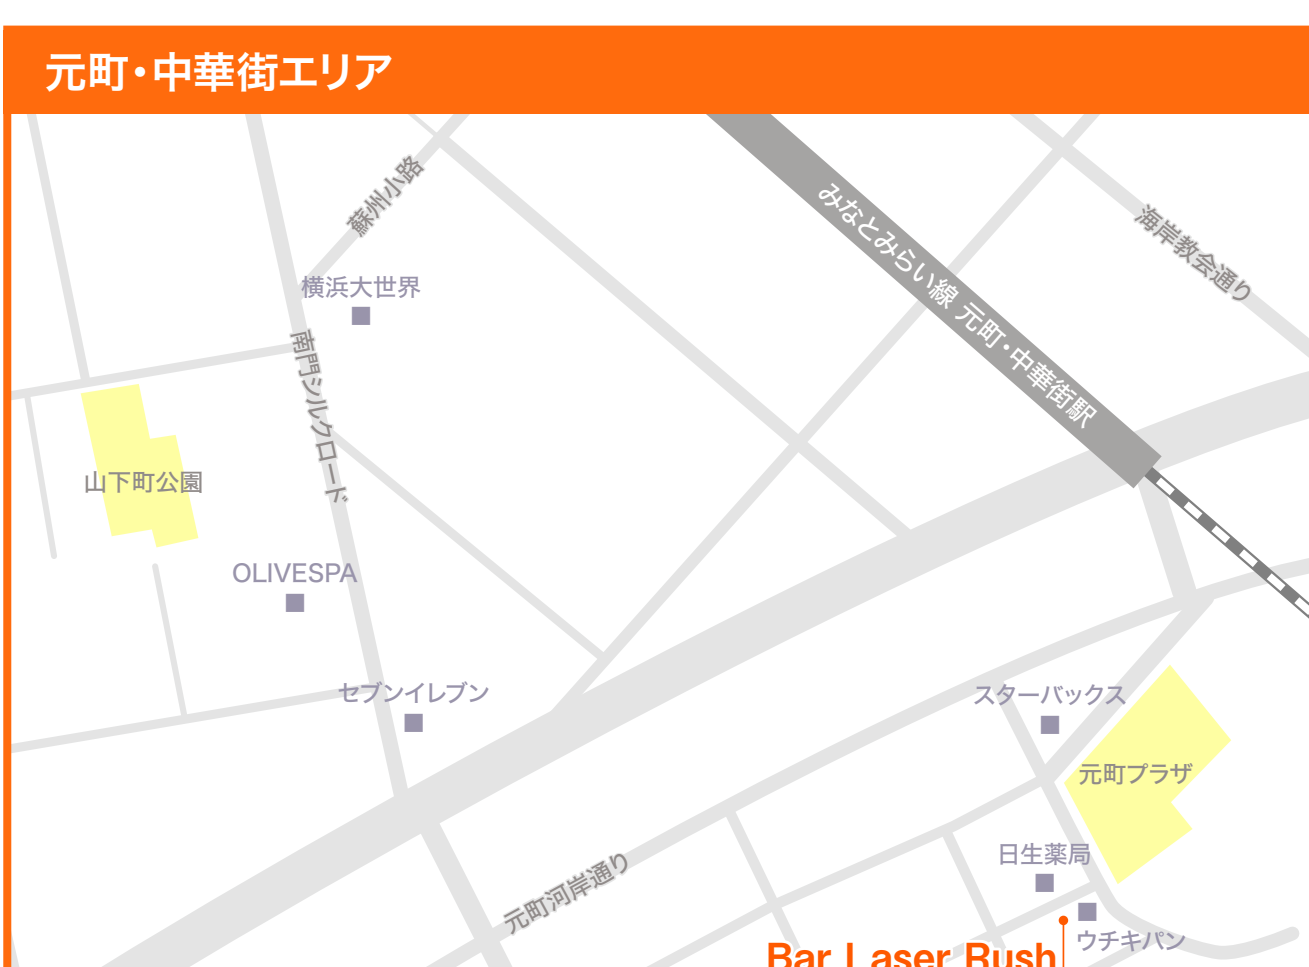 元町・中華街エリア
蘇州小路
みなとみらい線 元町・中華街駅
海岸教会通り
横浜大世界
南門シルクロード
山下町公園
OLIVESPA
セブンイレブン
スターバックス
元町プラザ
日生薬局
元町河岸通り
ウチキパン
Bar Laser Rush